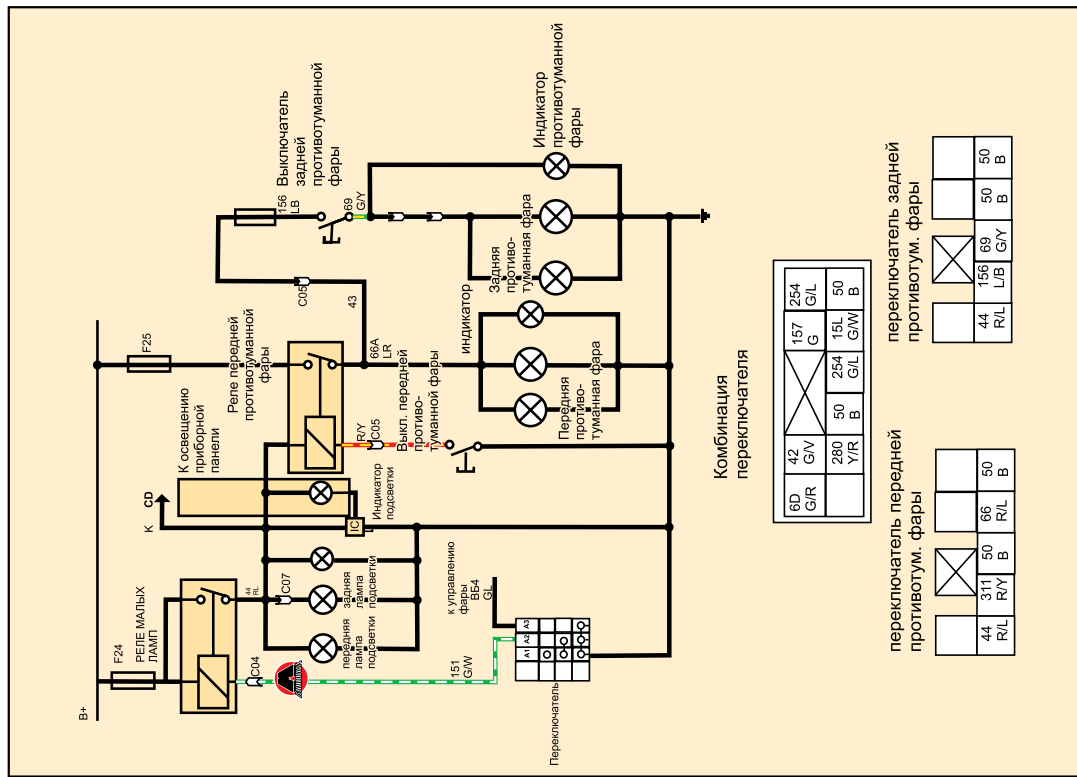 B+
F24
РЕЛЕ МАЛЫХ
ЛАМП
C04
151
G/W
44
RL
C07
передняя
лампа
подсветки
задняя
лампа
подсветки
K
CD
К освещению
приборной
панели
IC
Индикатор
подсветки
к управлению
фары
ВБ4
GL
Переключатель
A1
A2
A3
F25
Реле передней
противотуманной
фары
R/Y
C05
Выкл. передней
противо-
туманной фары
66A
LR
43
C05
индикатор
Передняя
противо-
туманная фара
156
LB
Выключатель
задней
противотуманной
фары
69
G/Y
Задняя
противо-
туманная фара
Индикатор
противотуманной
фары
Комбинация
переключателя
6D
G/R
42
G/V
157
G
254
G/L
280
Y/R
50
B
254
G/L
15L
G/W
50
B
переключатель передней
противотум. фары
44
R/L
311
R/Y
50
B
66
R/L
50
B
переключатель задней
противотум. фары
44
R/L
156
L/B
69
G/Y
50
B
50
B